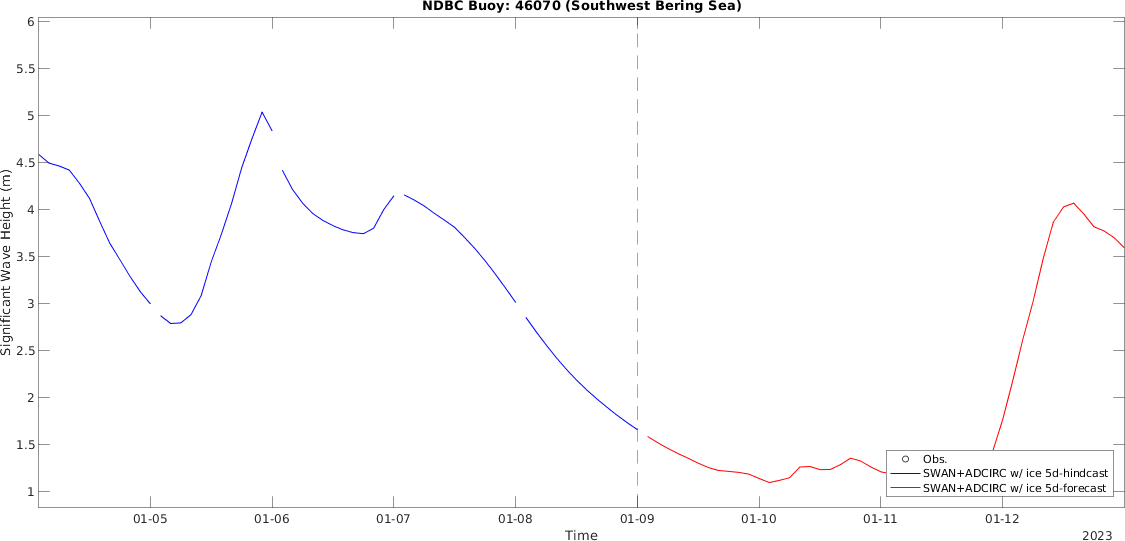 NDBC Buoy: 46070 (Southwest Bering Sea)
6
5.5
5
4.5
4
3.5
3
2.5
2
1.5
1
Significant Wave Height (m)
Obs.
SWAN+ADCIRC w/ ice 5d-hindcast
SWAN+ADCIRC w/ ice 5d-forecast
01-05 01-06 01-07 01-08 01-09 01-10 01-11 01-12
Time
2023